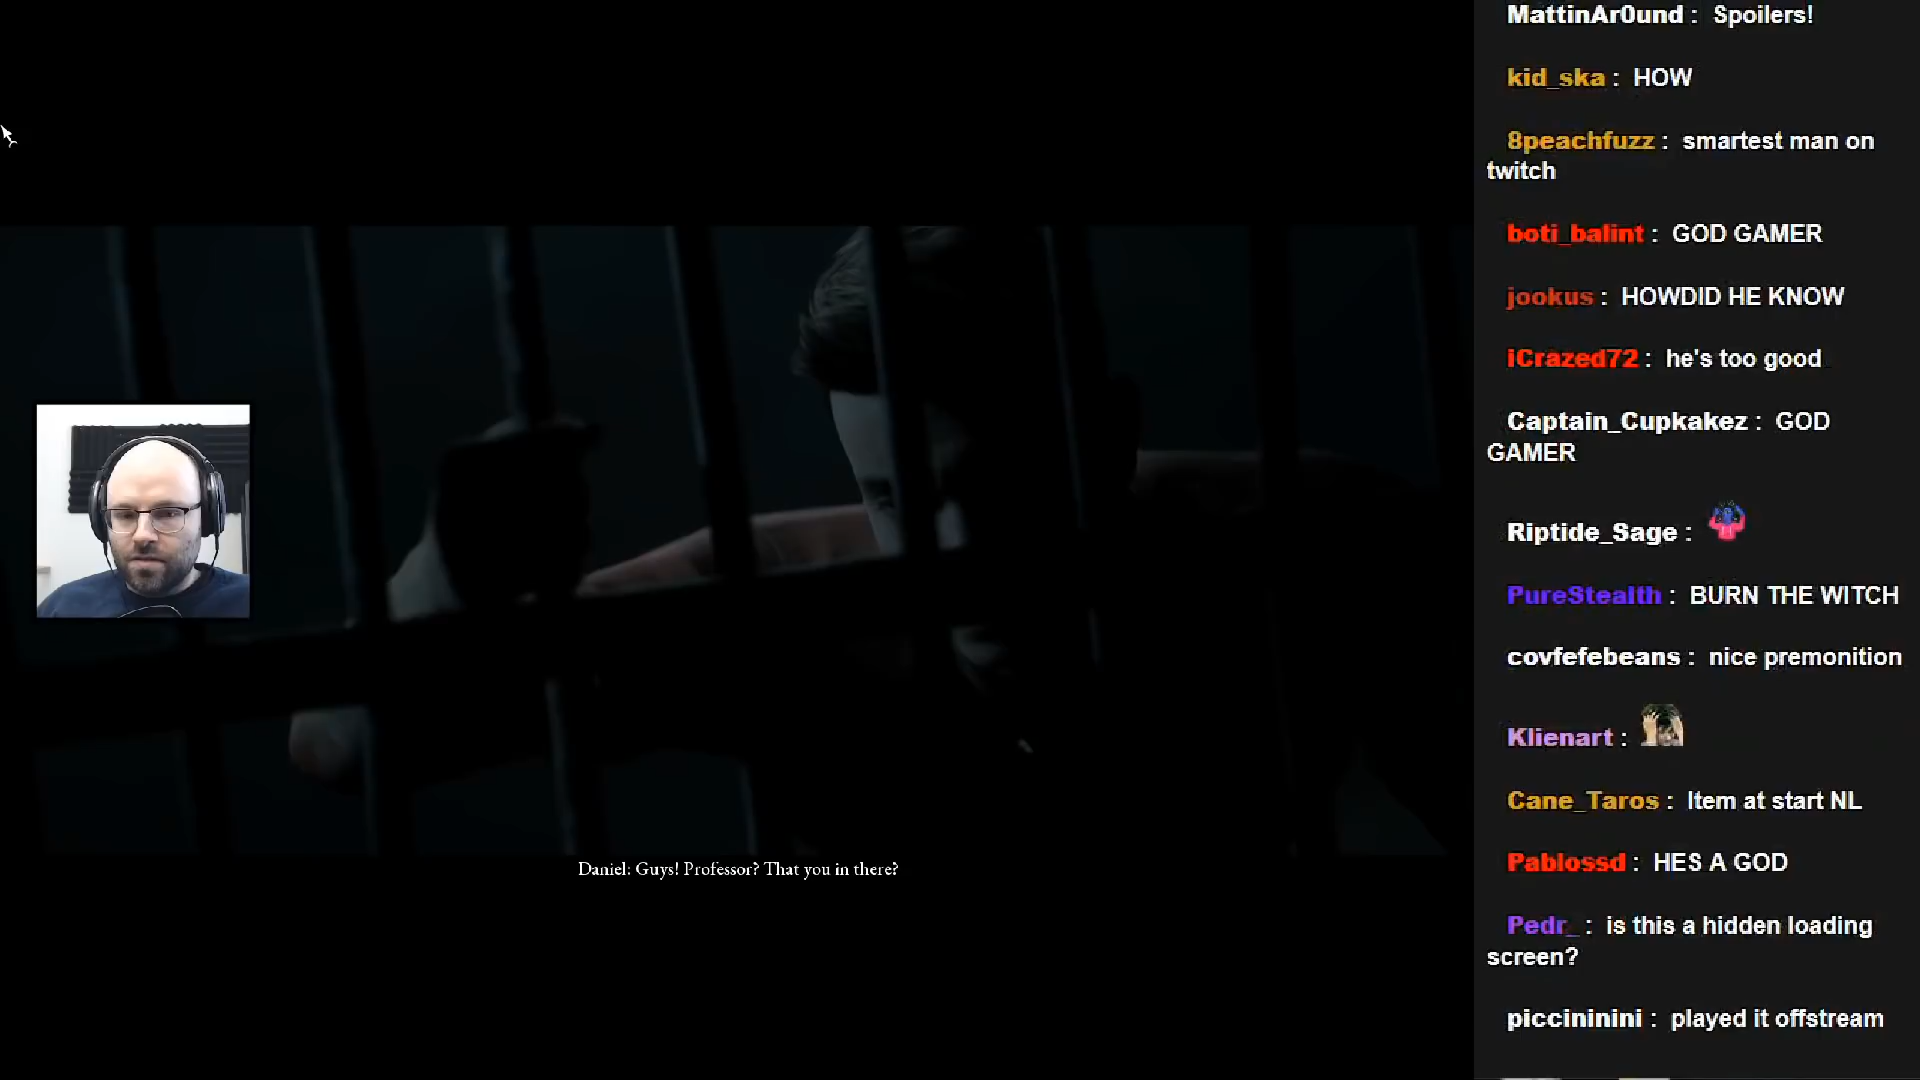 MattinAr0und : Spoilers!
kid_ska : HOW
8peachfuzz : smartest man on
twitch
boti_balint : GOD GAMER
jookus : HOWDID HE KNOW
iCrazed72 : he's too good
Captain_Cupkakez : GOD
GAMER
Riptide_Sage :
PureStealth : BURN THE WITCH
covfefebeans : nice premonition
Klienart :
Cane_Taros : Item at start NL
Pablossd : HES A GOD
Pedr_ : is this a hidden loading
screen?
piccininini : played it offstream
Daniel: Guys! Professor? That you in there?